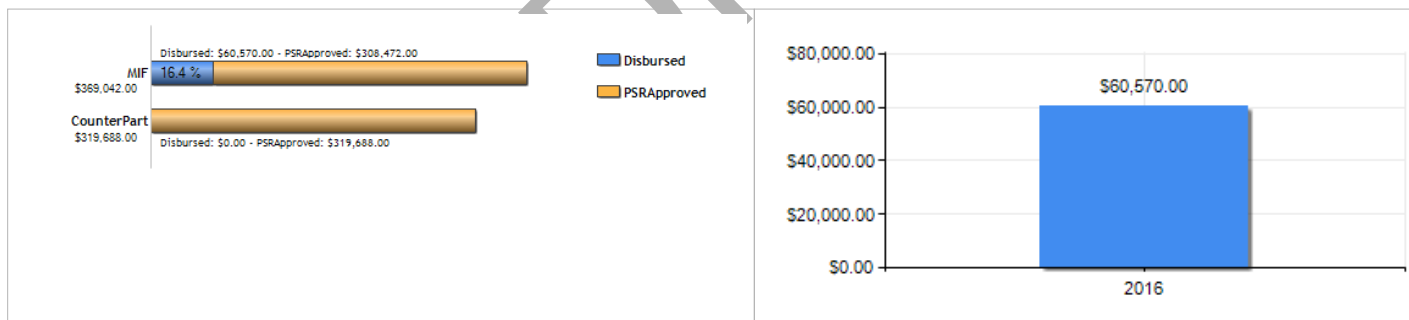 Disbursed: $60,570.00 - PSRApproved: $308,472.00
MIF 16.4 %
$369,042.00
CounterPart
$319,688.00
Disbursed: $0.00 - PSRApproved: $319,688.00
Disbursed
PSRApproved
$80,000.00
$60,570.00
$60,000.00
$40,000.00
$20,000.00
$0.00
2016